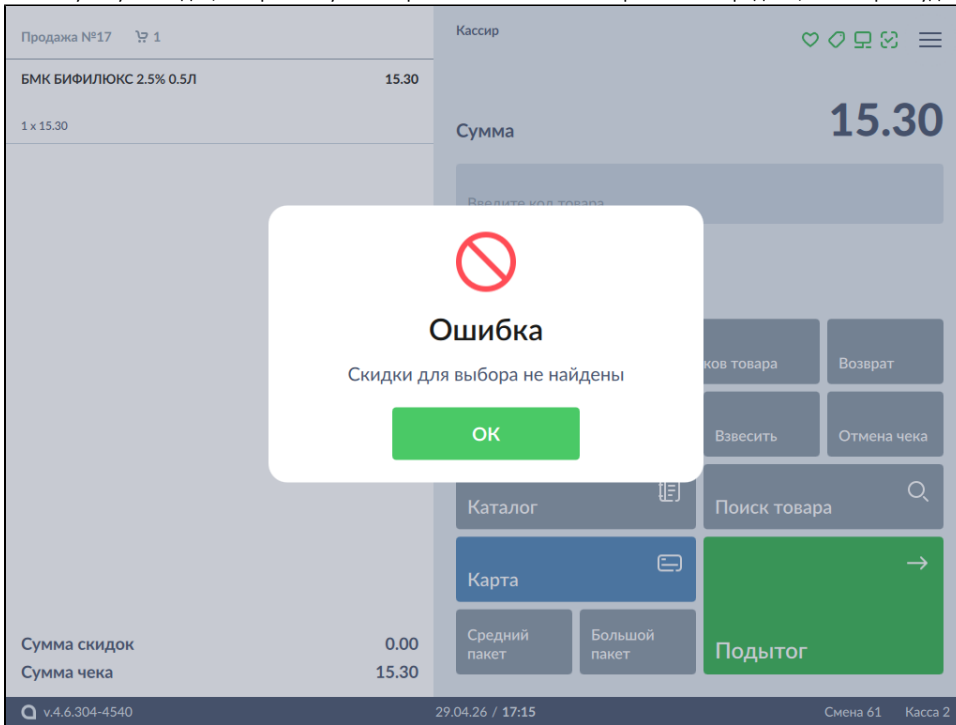 Продажа №17 1
БМК БИФИЛЮКС 2.5% 0.5Л 15.30
1 x 15.30
Кассир
Сумма 15.30
Введите код товара
Ошибка
Скидки для выбора не найдены
ОК
ков товара
Возврат
Взвесить
Отмена чека
Каталог
Поиск товара
Карта
Средний
пакет
Большой
пакет
Подытог
Сумма скидок 0.00
Сумма чека 15.30
v.4.6.304-4540 29.04.26 / 17:15 Смена 61 Касса 2